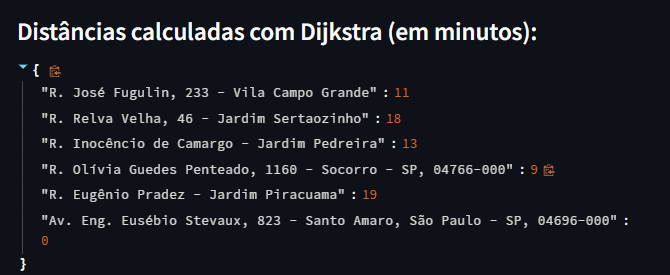 Distâncias calculadas com Dijkstra (em minutos):
{
"R. José Fugulin, 233 - Vila Campo Grande" : 11
"R. Relva Velha, 46 - Jardim Sertaozinho" : 18
"R. Inocêncio de Camargo - Jardim Pedreira" : 13
"R. Olívia Guedes Penteado, 1160 - Socorro - SP, 04766-000" : 9
"R. Eugênio Pradez - Jardim Piracuama" : 19
"Av. Eng. Eusébio Stevaux, 823 - Santo Amaro, São Paulo - SP, 04696-000" :
0
}